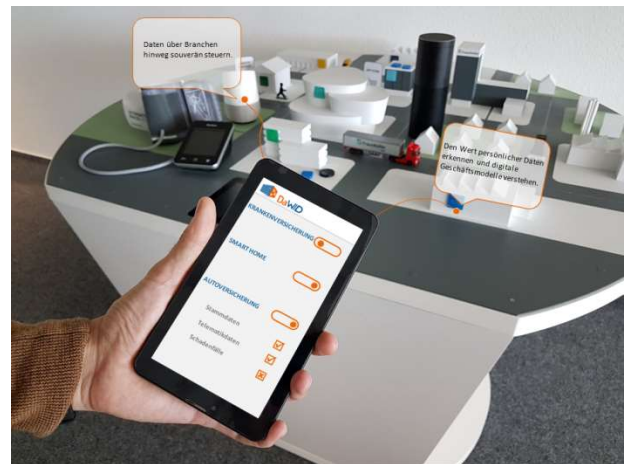 Daten über Branchen
hinweg souverän steuern.
Den Wert persönlicher Daten
erkennen und digitale
Geschäftsmodelle verstehen.
DaWID
KRANKENVERSICHERUNG
SMART HOME
AUTOVERSICHERUNG
Stammdaten
Telematikdaten
Schadenfälle